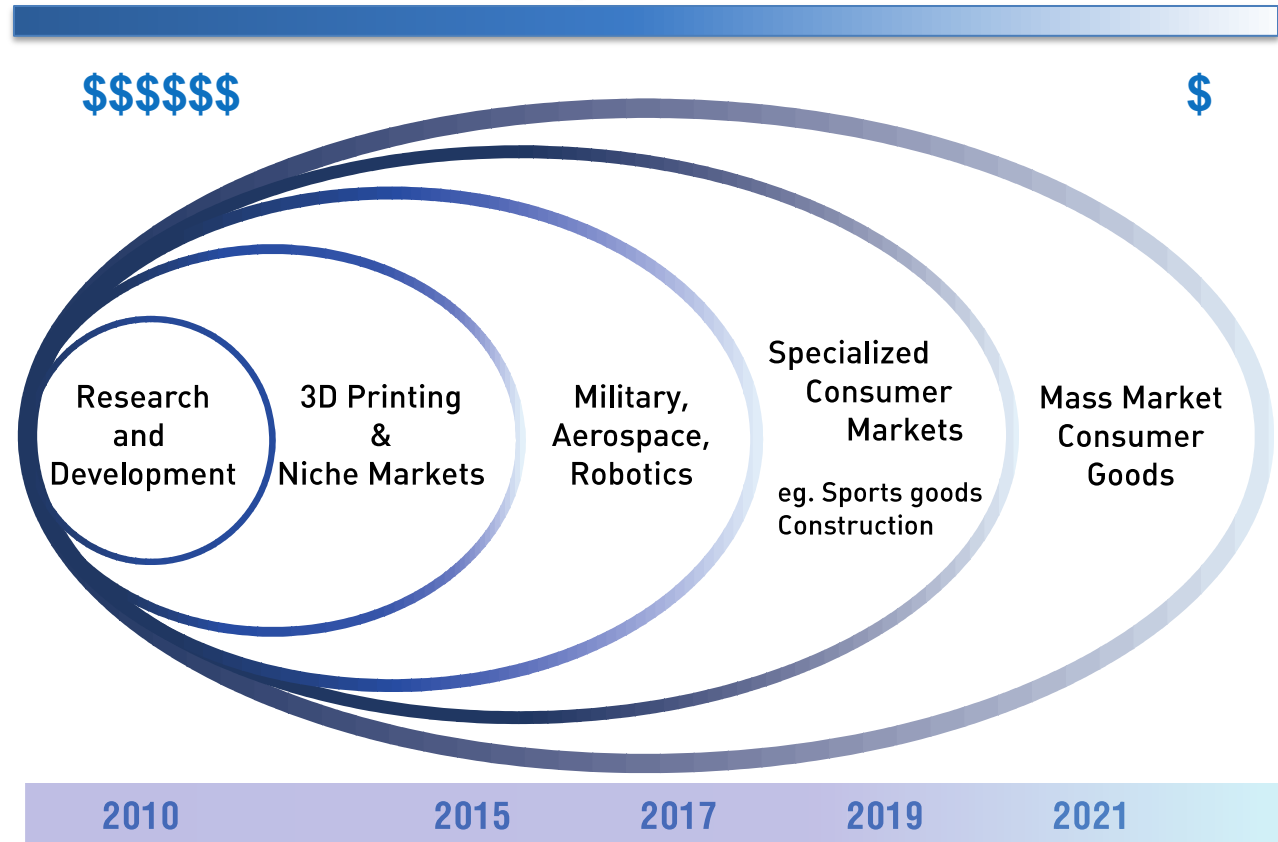 $$$$$$
$
Research
and
Development
3D Printing
&
Niche Markets
Military,
Aerospace,
Robotics
Specialized
Consumer
Markets
eg. Sports goods
Construction
Mass Market
Consumer
Goods
2010
2015
2017
2019
2021